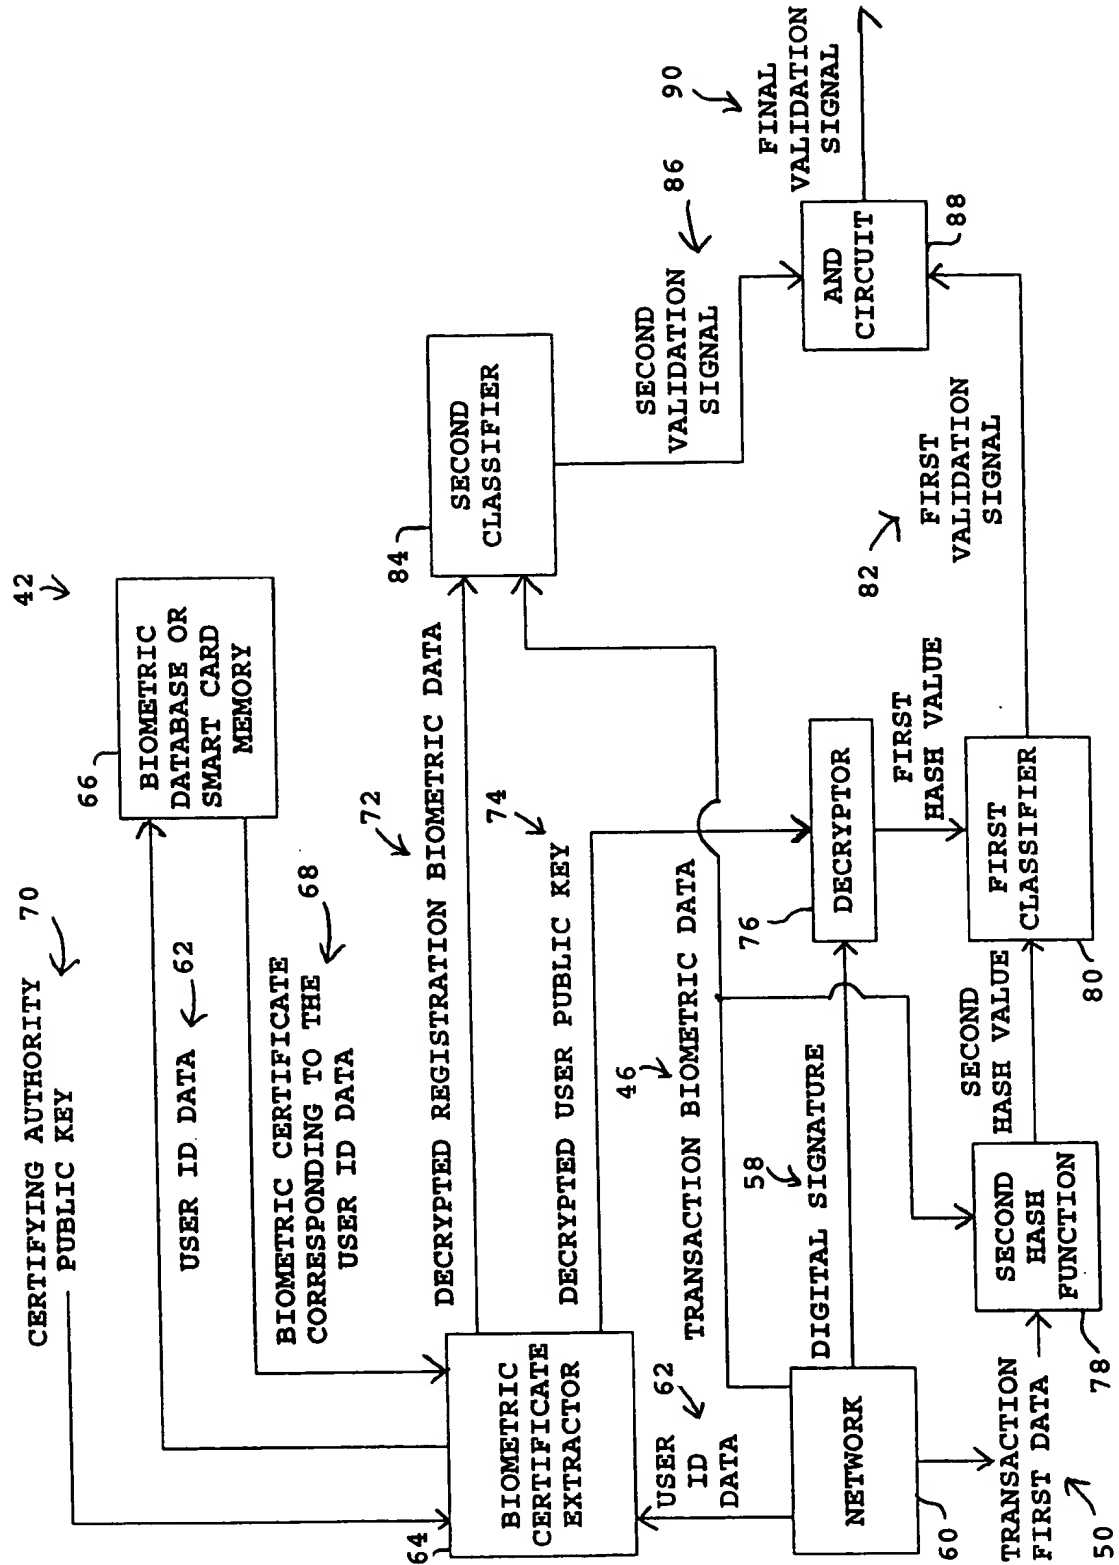 42
CERTIFYING AUTHORITY
PUBLIC KEY
70
USER ID DATA
62
66
BIOMETRIC
DATABASE OR
SMART CARD
MEMORY
BIOMETRIC CERTIFICATE
CORRESPONDING TO THE
USER ID DATA
68
64
BIOMETRIC
CERTIFICATE
EXTRACTOR
72
DECRYPTED REGISTRATION BIOMETRIC DATA
84
SECOND
CLASSIFIER
74
DECRYPTED USER PUBLIC KEY
USER
ID
DATA
62
46
TRANSACTION BIOMETRIC DATA
SECOND
VALIDATION
SIGNAL
86
90
FINAL
VALIDATION
SIGNAL
58
DIGITAL SIGNATURE
76
DECRYPTOR
AND
CIRCUIT
88
NETWORK
60
FIRST
HASH VALUE
82
FIRST
VALIDATION
SIGNAL
TRANSACTION
FIRST DATA
50
SECOND
HASH
FUNCTION
78
SECOND
HASH VALUE
FIRST
CLASSIFIER
80